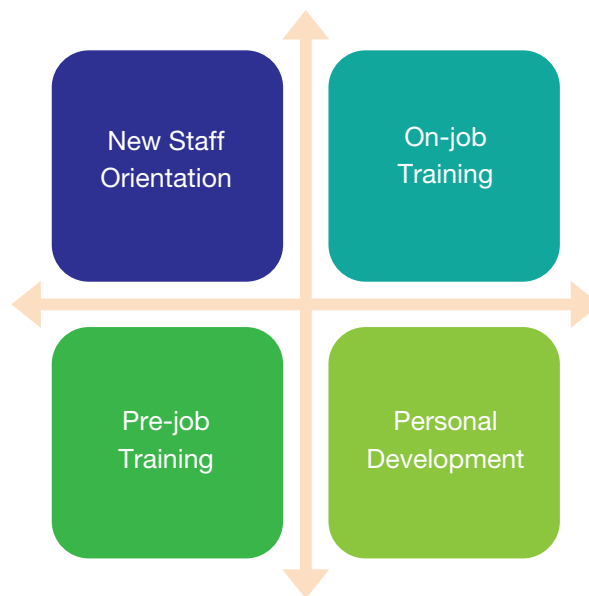 New Staff
Orientation
On-job
Training
Pre-job
Training
Personal
Development